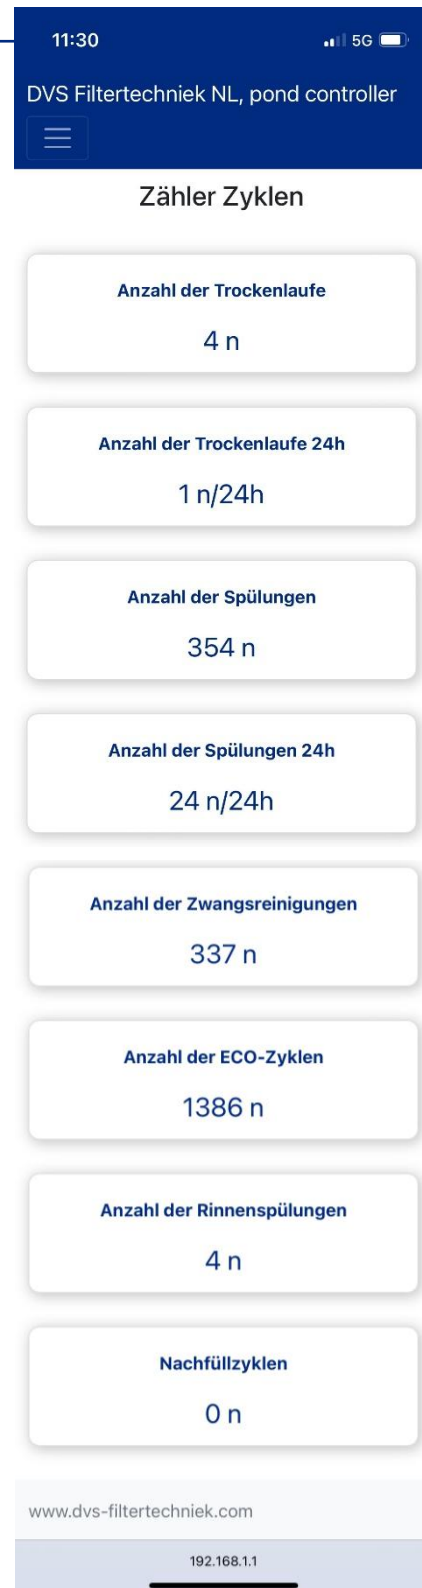 11:30
5G
DVS Filtertechniek NL, pond controller
Zähler Zyklen
Anzahl der Trockenlaufe
4 n
Anzahl der Trockenlaufe 24h
1 n/24h
Anzahl der Spülungen
354 n
Anzahl der Spülungen 24h
24 n/24h
Anzahl der Zwangsreinigungen
337 n
Anzahl der ECO-Zyklen
1386 n
Anzahl der Rinnenspülungen
4 n
Nachfüllzyklen
0 n
www.dvs-filtertechniek.com
192.168.1.1